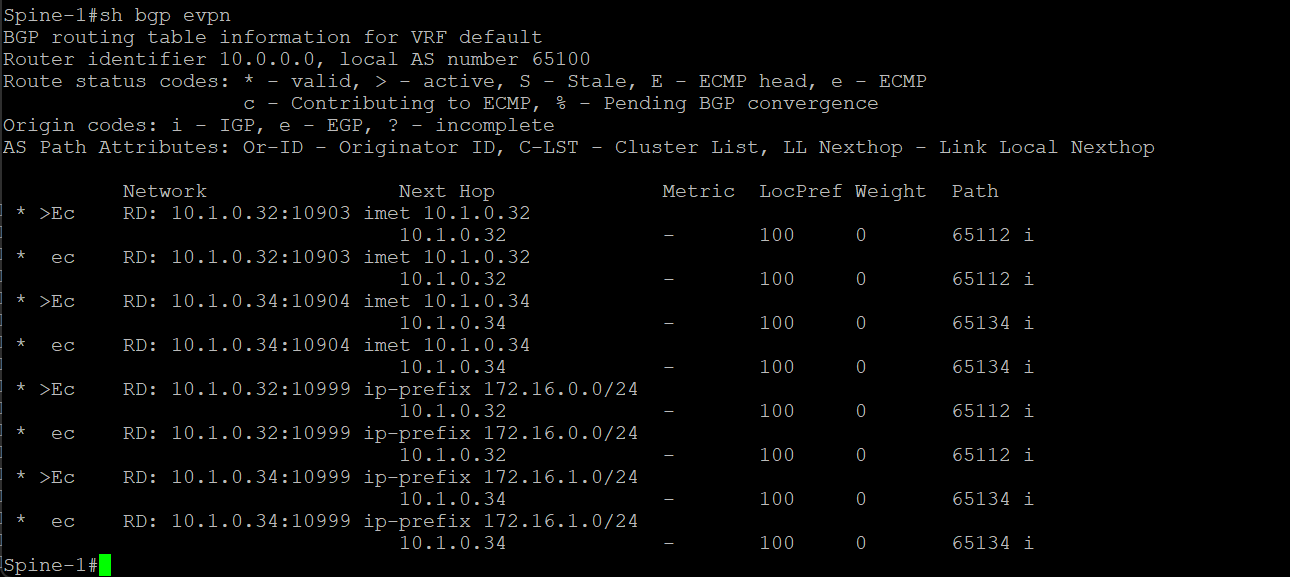 Spine-1#sh bgp evpn
BGP routing table information for VRF default
Router identifier 10.0.0.0, local AS number 65100
Route status codes: * - valid, > - active, S - Stale, E - ECMP head, e - ECMP
                    c - Contributing to ECMP, % - Pending BGP convergence
Origin codes: i - IGP, e - EGP, ? - incomplete
AS Path Attributes: Or-ID - Originator ID, C-LST - Cluster List, LL Nexthop - Link Local Nexthop

          Network                Next Hop              Metric  LocPref Weight  Path
 * >Ec    RD: 10.1.0.32:10903 imet 10.1.0.32
                                 10.1.0.32             -       100     0       65112 i
 *  ec    RD: 10.1.0.32:10903 imet 10.1.0.32
                                 10.1.0.32             -       100     0       65112 i
 * >Ec    RD: 10.1.0.34:10904 imet 10.1.0.34
                                 10.1.0.34             -       100     0       65134 i
 *  ec    RD: 10.1.0.34:10904 imet 10.1.0.34
                                 10.1.0.34             -       100     0       65134 i
 * >Ec    RD: 10.1.0.32:10999 ip-prefix 172.16.0.0/24
                                 10.1.0.32             -       100     0       65112 i
 *  ec    RD: 10.1.0.32:10999 ip-prefix 172.16.0.0/24
                                 10.1.0.32             -       100     0       65112 i
 * >Ec    RD: 10.1.0.34:10999 ip-prefix 172.16.1.0/24
                                 10.1.0.34             -       100     0       65134 i
 *  ec    RD: 10.1.0.34:10999 ip-prefix 172.16.1.0/24
                                 10.1.0.34             -       100     0       65134 i
Spine-1#